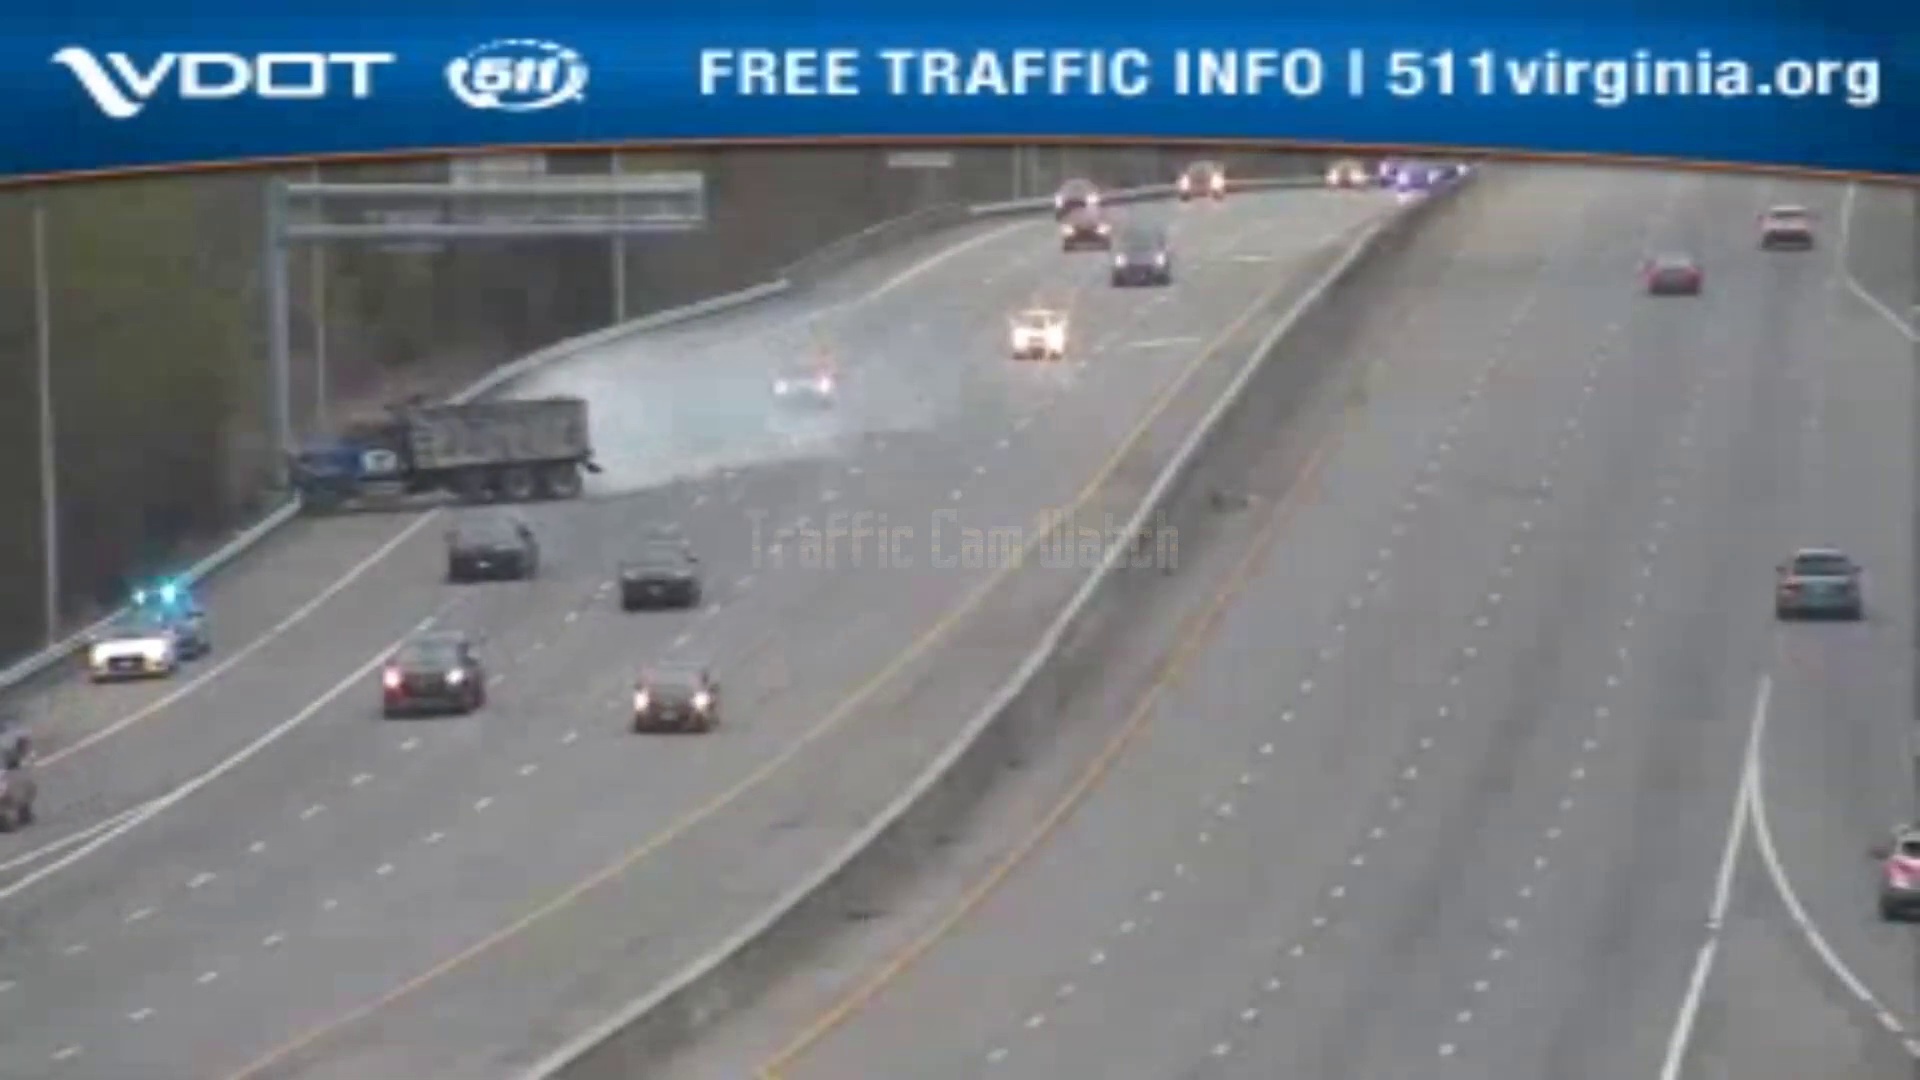 VDOT 511 FREE TRAFFIC INFO | 511virginia.org
Traffic Cam Watch